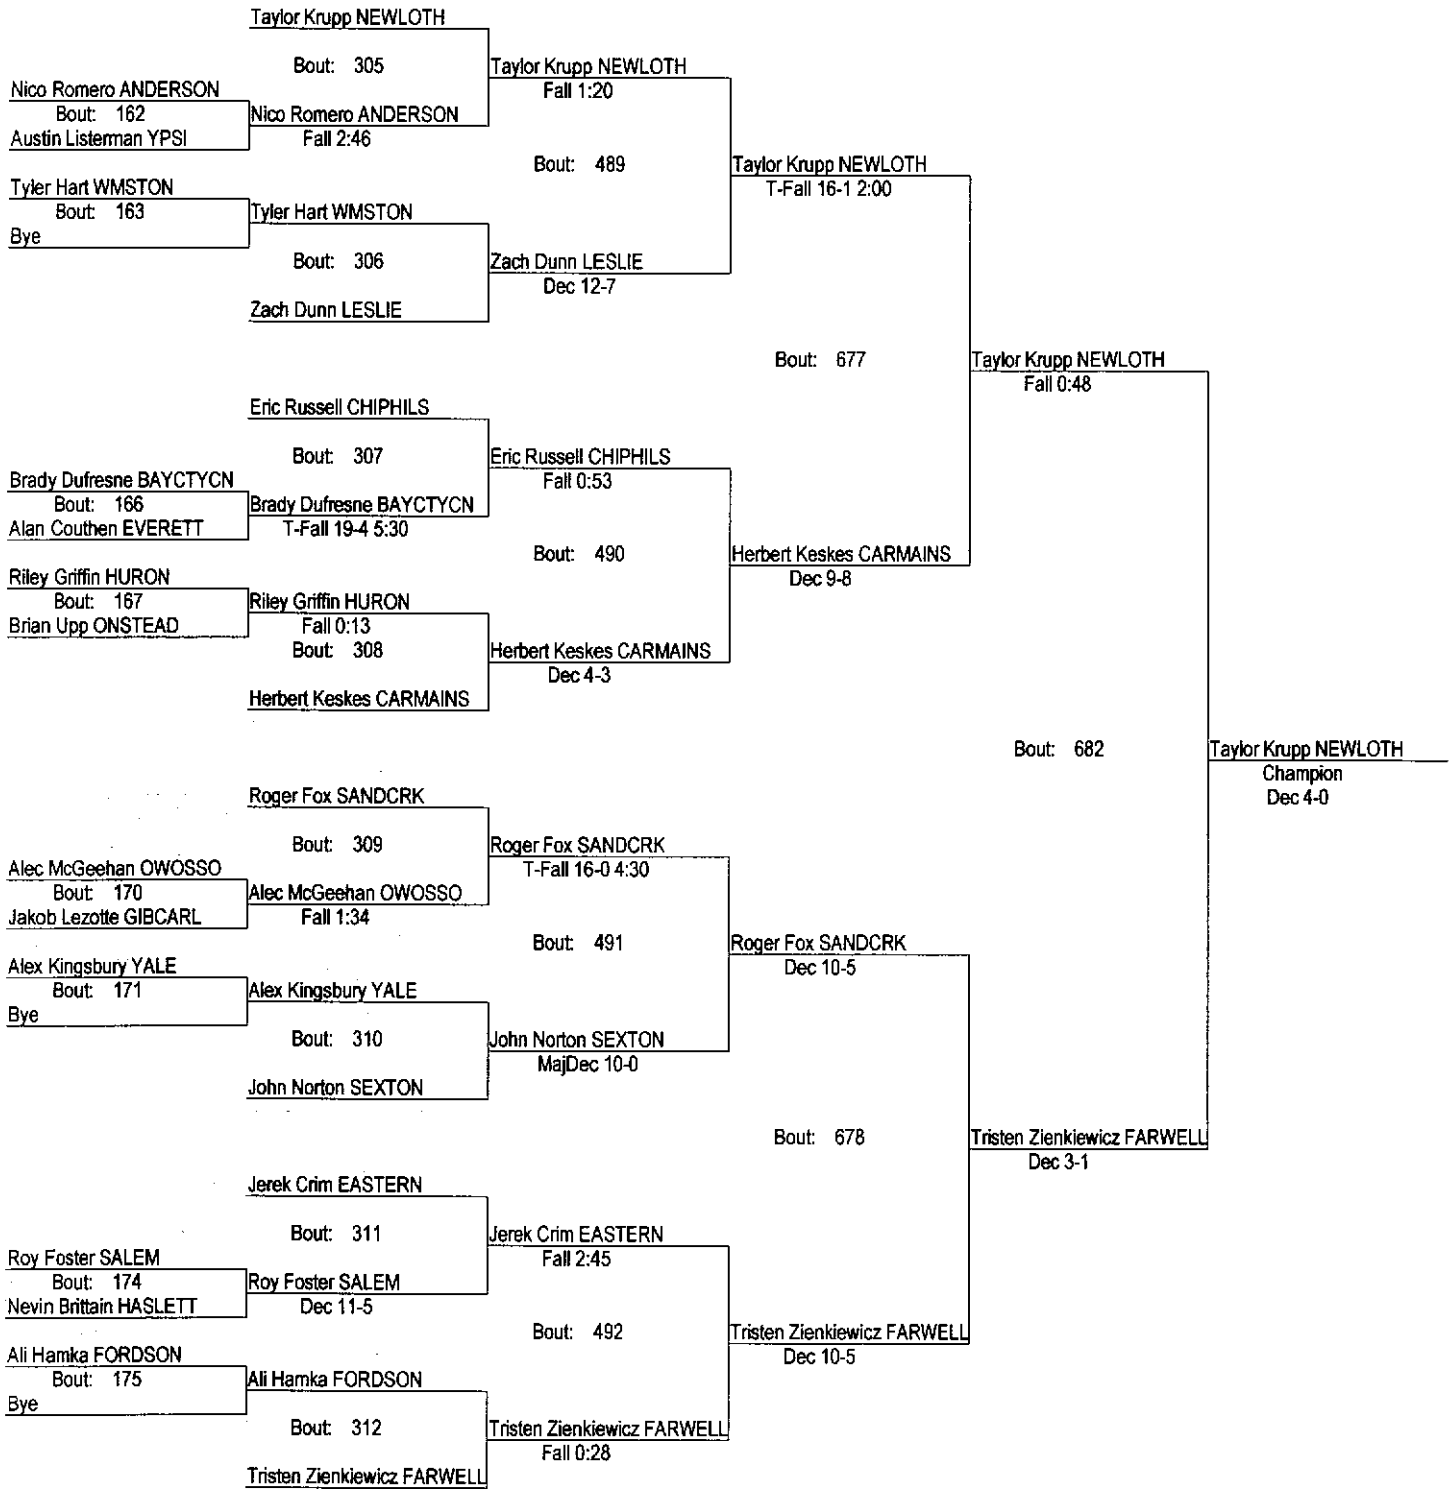 Taylor Krupp NEWLOTH
Bout: 305
Taylor Krupp NEWLOTH
Fall 1:20
Nico Romero ANDERSON
Bout: 162
Nico Romero ANDERSON
Austin Listerman YPSI
Fall 2:46
Bout: 489
Taylor Krupp NEWLOTH
T-Fall 16-1 2:00
Tyler Hart WMSTON
Bout: 163
Tyler Hart WMSTON
Bye
Bout: 306
Zach Dunn LESLIE
Dec 12-7
Zach Dunn LESLIE
Bout: 677
Taylor Krupp NEWLOTH
Fall 0:48
Eric Russell CHIPHILS
Bout: 307
Eric Russell CHIPHILS
Fall 0:53
Brady Dufresne BAYCTYCN
Bout: 166
Brady Dufresne BAYCTYCN
Alan Couthen EVERETT
T-Fall 19-4 5:30
Bout: 490
Herbert Keskes CARMAINS
Dec 9-8
Riley Griffin HURON
Bout: 167
Riley Griffin HURON
Brian Upp ONSTEAD
Fall 0:13
Bout: 308
Herbert Keskes CARMAINS
Dec 4-3
Herbert Keskes CARMAINS
Bout: 682
Taylor Krupp NEWLOTH
Champion
Dec 4-0
Roger Fox SANDCRK
Bout: 309
Roger Fox SANDCRK
T-Fall 16-0 4:30
Alec McGeehan OWOSSO
Bout: 170
Alec McGeehan OWOSSO
Jakob Lezotte GIBCARL
Fall 1:34
Bout: 491
Roger Fox SANDCRK
Dec 10-5
Alex Kingsbury YALE
Bout: 171
Alex Kingsbury YALE
Bye
Bout: 310
John Norton SEXTON
MajDec 10-0
John Norton SEXTON
Bout: 678
Tristen Zienkiewicz FARWELL
Dec 3-1
Jerek Crim EASTERN
Bout: 311
Jerek Crim EASTERN
Fall 2:45
Roy Foster SALEM
Bout: 174
Roy Foster SALEM
Nevin Brittain HASLETT
Dec 11-5
Bout: 492
Tristen Zienkiewicz FARWELL
Dec 10-5
Ali Hamka FORDSON
Bout: 175
Ali Hamka FORDSON
Bye
Bout: 312
Tristen Zienkiewicz FARWELL
Fall 0:28
Tristen Zienkiewicz FARWELL